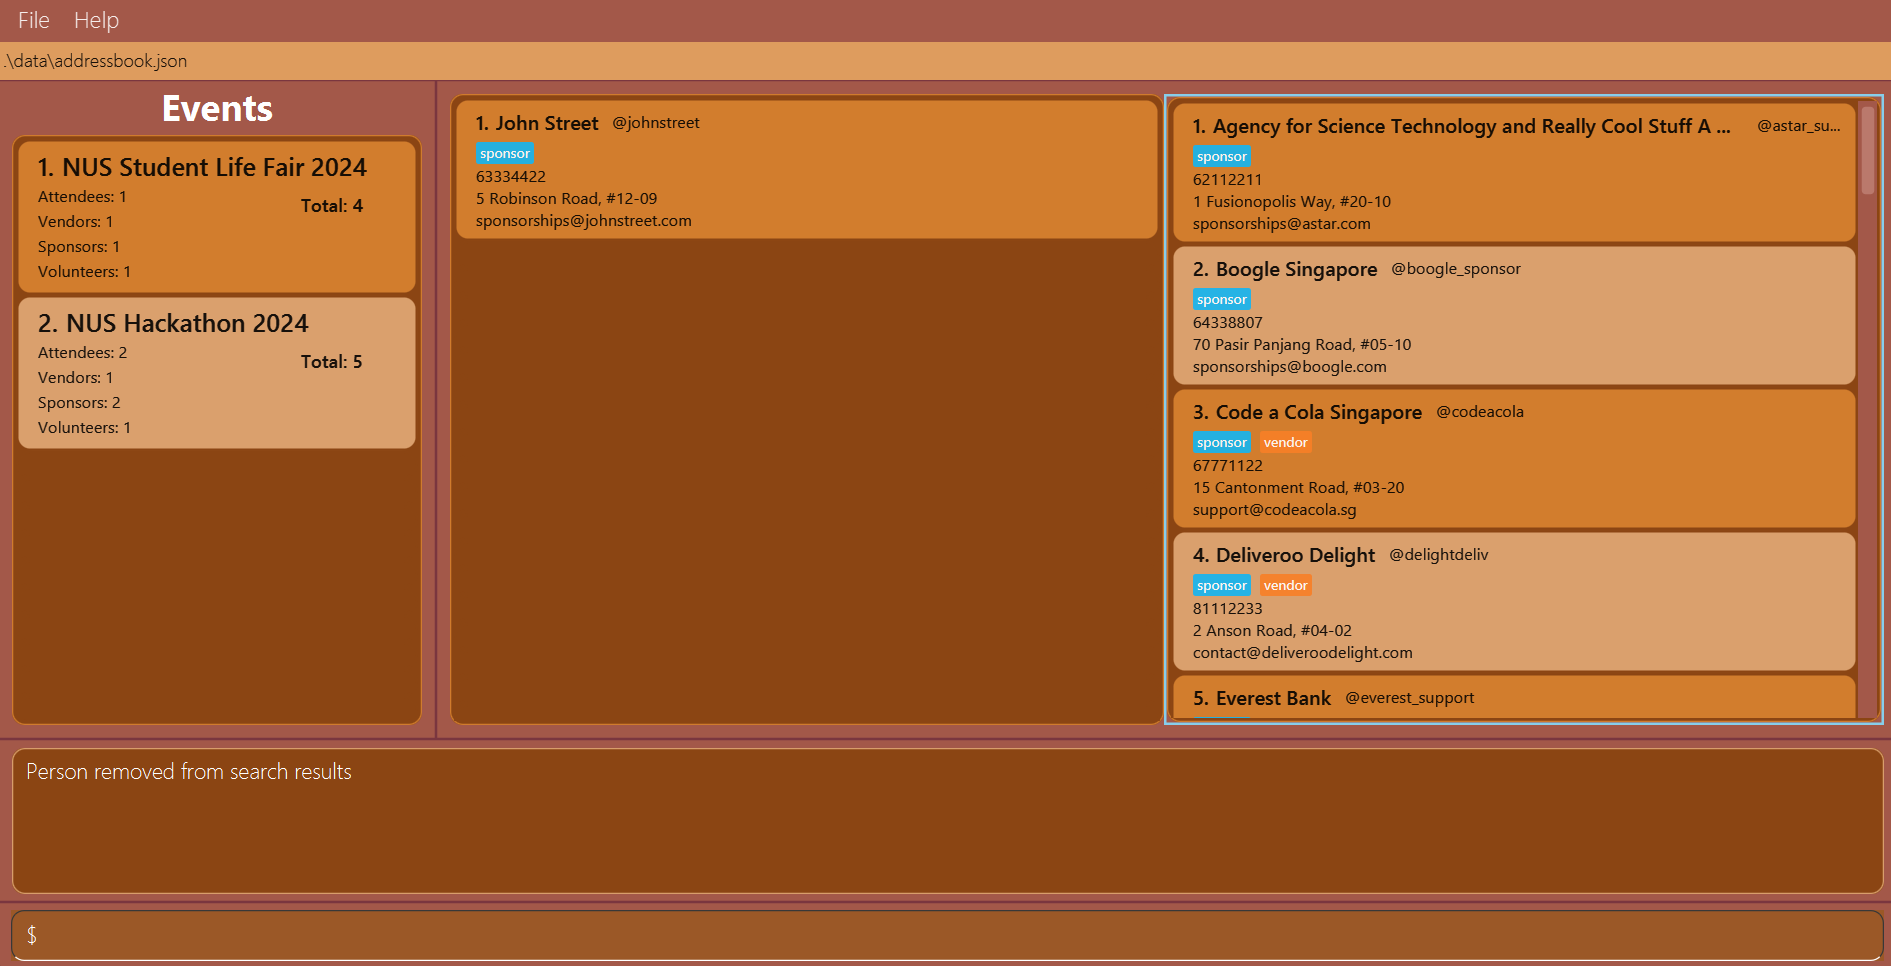 File Help
.\data\addressbook.json
Events
1. NUS Student Life Fair 2024
Attendees: 1
Total: 4
Vendors: 1
Sponsors: 1
Volunteers: 1
2. NUS Hackathon 2024
Attendees: 2
Total: 5
Vendors: 1
Sponsors: 2
Volunteers: 1
1. John Street @johnstreet
sponsor
63334422
5 Robinson Road, #12-09
sponsorships@johnstreet.com
1. Agency for Science Technology and Really Cool Stuff A ... @astar_su...
sponsor
62112211
1 Fusionopolis Way, #20-10
sponsorships@astar.com
2. Boogle Singapore @boogle_sponsor
sponsor
64338807
70 Pasir Panjang Road, #05-10
sponsorships@boogle.com
3. Code a Cola Singapore @codeacola
sponsor vendor
67771122
15 Cantonment Road, #03-20
support@codeacola.sg
4. Deliveroo Delight @delightdeliv
sponsor vendor
81112233
2 Anson Road, #04-02
contact@deliveroodelight.com
5. Everest Bank @everest_support
Person removed from search results
$